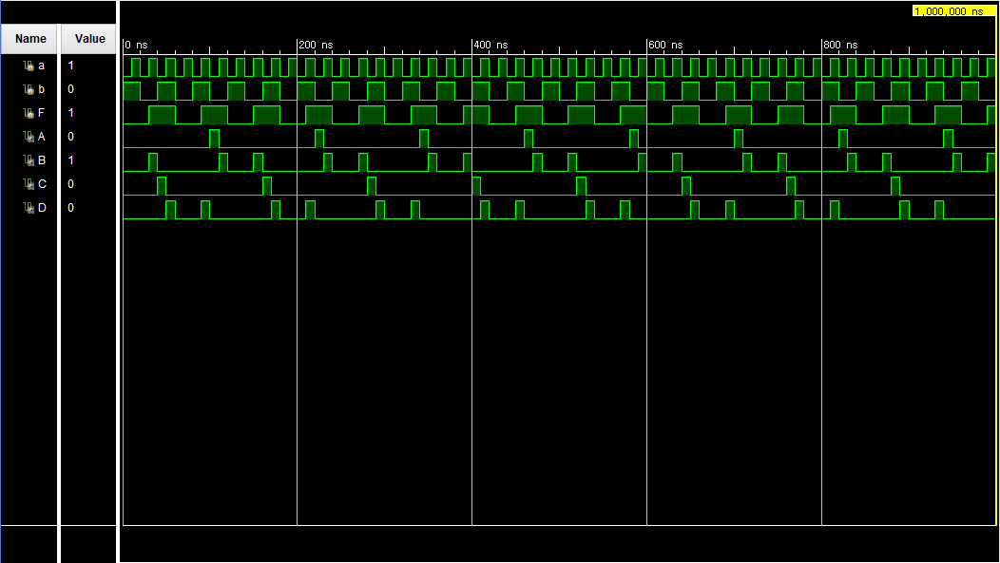 1,000,000 ns
Name Value
0 ns 200 ns 400 ns 600 ns 800 ns
a 1
b 0
F 1
A 0
B 1
C 0
D 0